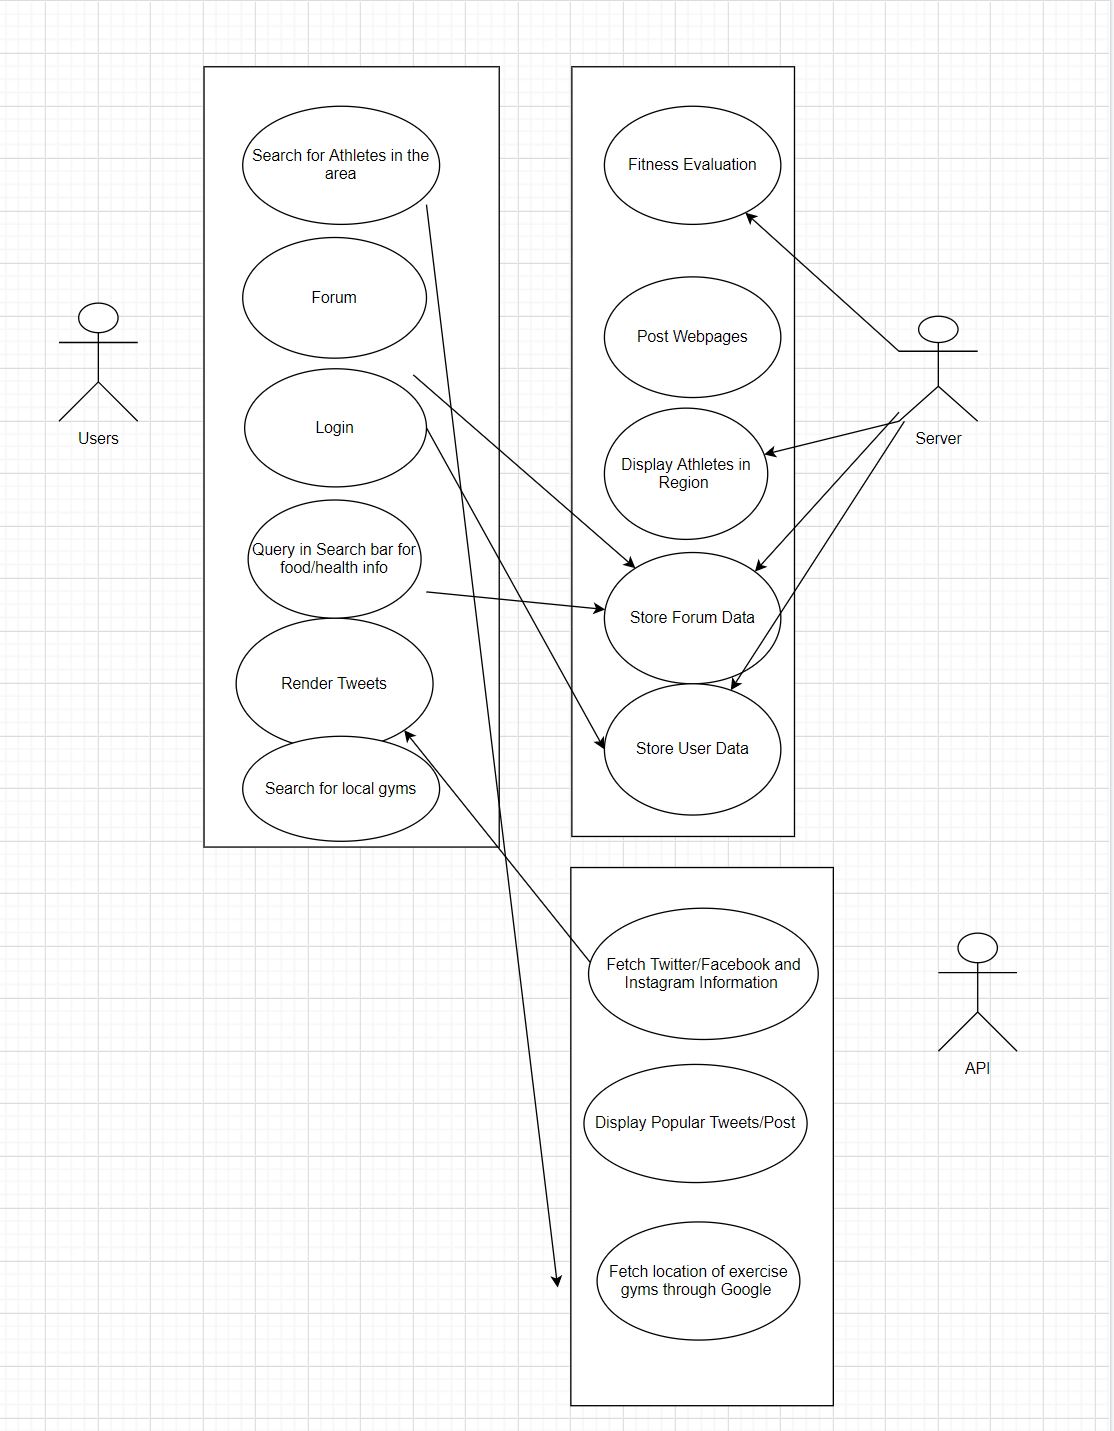 Search for Athletes in the
area
Forum
Login
Query in Search bar for
food/health info
Render Tweets
Search for local gyms
Users
Fitness Evaluation
Post Webpages
Display Athletes in
Region
Store Forum Data
Store User Data
Server
Fetch Twitter/Facebook and
Instagram Information
Display Popular Tweets/Post
Fetch location of exercise
gyms through Google
API